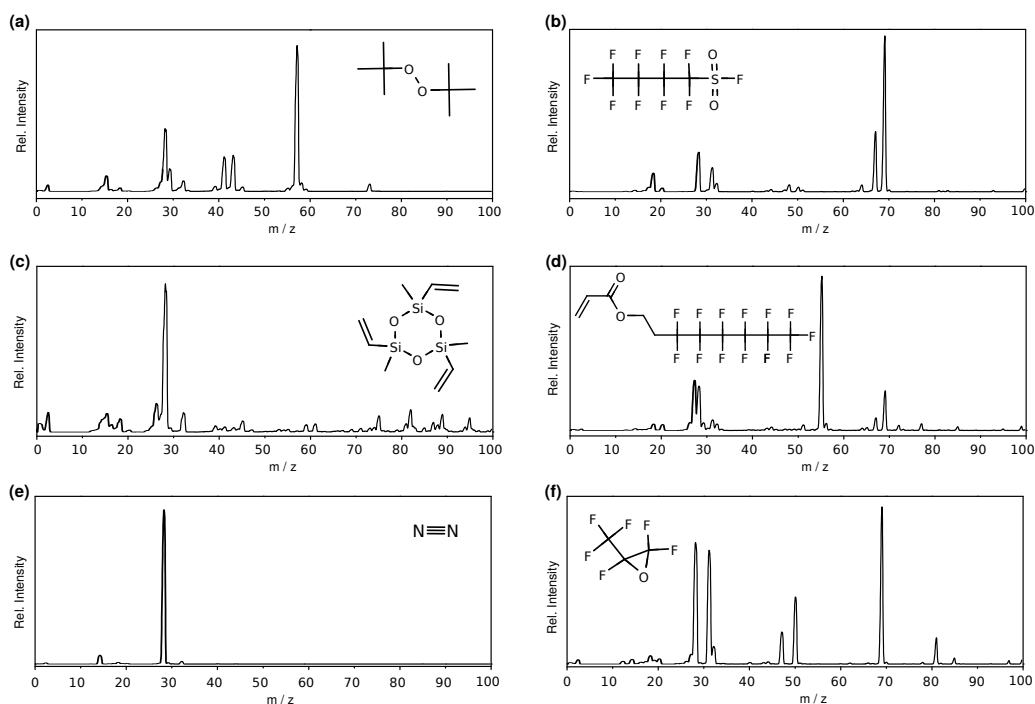 (a)
Rel. Intensity
O
O
0 10 20 30 40 50 60 70 80 90 100
m / z
(b)
Rel. Intensity
F F F F O
F S F
F F F F O
0 10 20 30 40 50 60 70 80 90 100
m / z
(c)
Rel. Intensity
Si
O O
Si Si
O
0 10 20 30 40 50 60 70 80 90 100
m / z
(d)
Rel. Intensity
O
O
F F F F F F
F
F F F F F F
0 10 20 30 40 50 60 70 80 90 100
m / z
(e)
Rel. Intensity
N≡N
0 10 20 30 40 50 60 70 80 90 100
m / z
(f)
Rel. Intensity
F F F
F F
F O
0 10 20 30 40 50 60 70 80 90 100
m / z